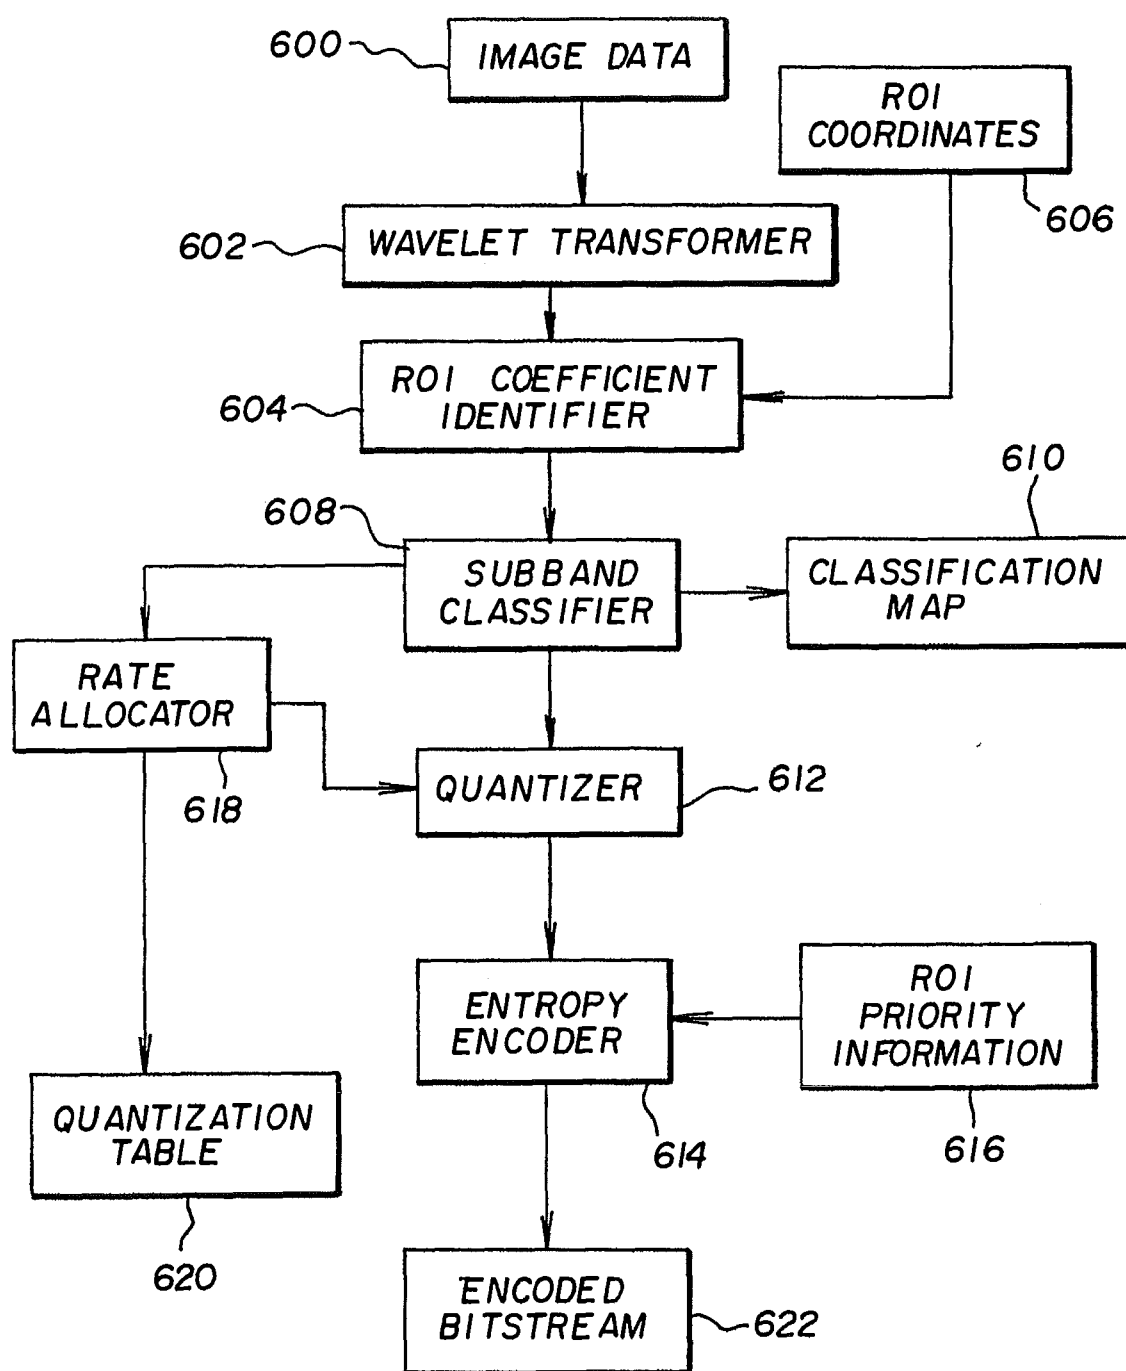 600
IMAGE DATA
ROI
COORDINATES
606
602
WAVELET TRANSFORMER
604
ROI COEFFICIENT
IDENTIFIER
608
SUBBAND
CLASSIFIER
610
CLASSIFICATION
MAP
RATE
ALLOCATOR
618
QUANTIZER
612
ENTROPY
ENCODER
614
ROI
PRIORITY
INFORMATION
616
QUANTIZATION
TABLE
620
ENCODED
BITSTREAM
622